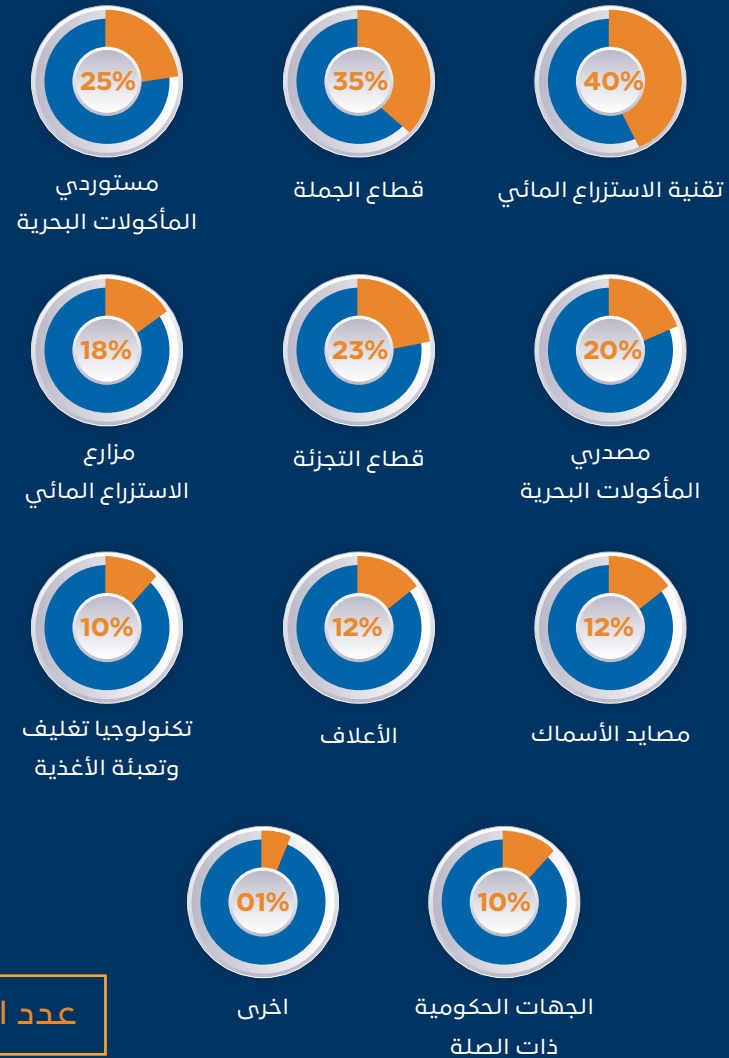 40%
تقنية الاستزراع المائي
35%
قطاع الجملة
25%
مستوردي
المأكولات البحرية
20%
مصدري
المأكولات البحرية
23%
قطاع التجزئة
18%
مزارع
الاستزراع المائي
12%
مصايد الأسماك
12%
الأعلاف
10%
تكنولوجيا تغليف
وتعبئة الأغذية
10%
الجهات الحكومية
ذات الصلة
01%
اخرى
عدد